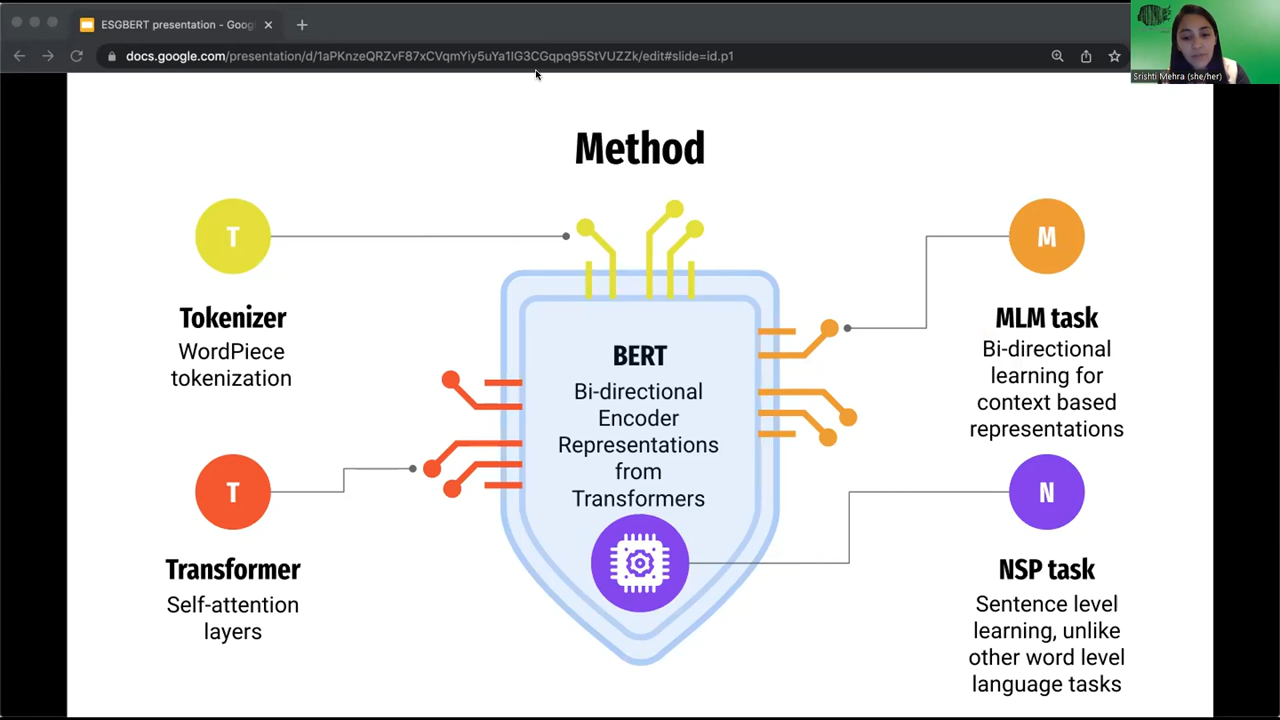 ESGBERT presentation - Goog
docs.google.com/presentation/d/1aPKnzeQRZvF87xCVqmYiy5uYa1lG3CGqpq95StVUZZk/edit#slide=id.p1
Srishti Mehra (she/her)
Method
T
Tokenizer
WordPiece
tokenization
T
Transformer
Self-attention
layers
BERT
Bi-directional
Encoder
Representations
from
Transformers
M
MLM task
Bi-directional
learning for
context based
representations
N
NSP task
Sentence level
learning, unlike
other word level
language tasks